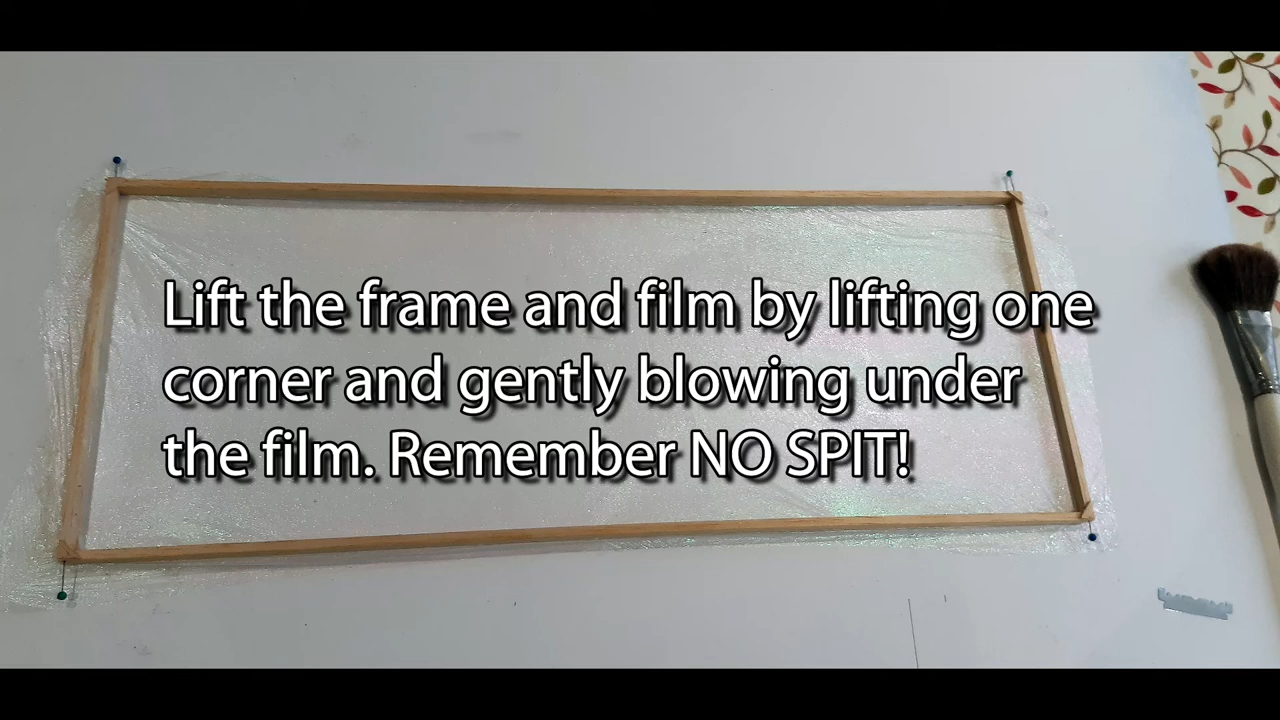 Lift the frame and film by lifting one
corner and gently blowing under
the film. Remember NO SPIT!